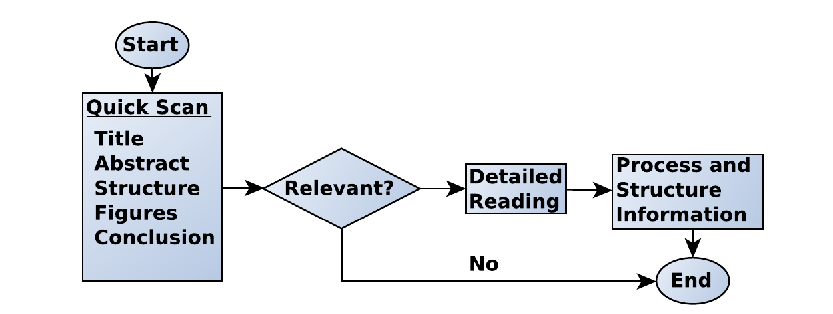 Start
Quick Scan
Title
Abstract
Structure
Figures
Conclusion
Relevant?
Detailed
Reading
Process and
Structure
Information
No
End